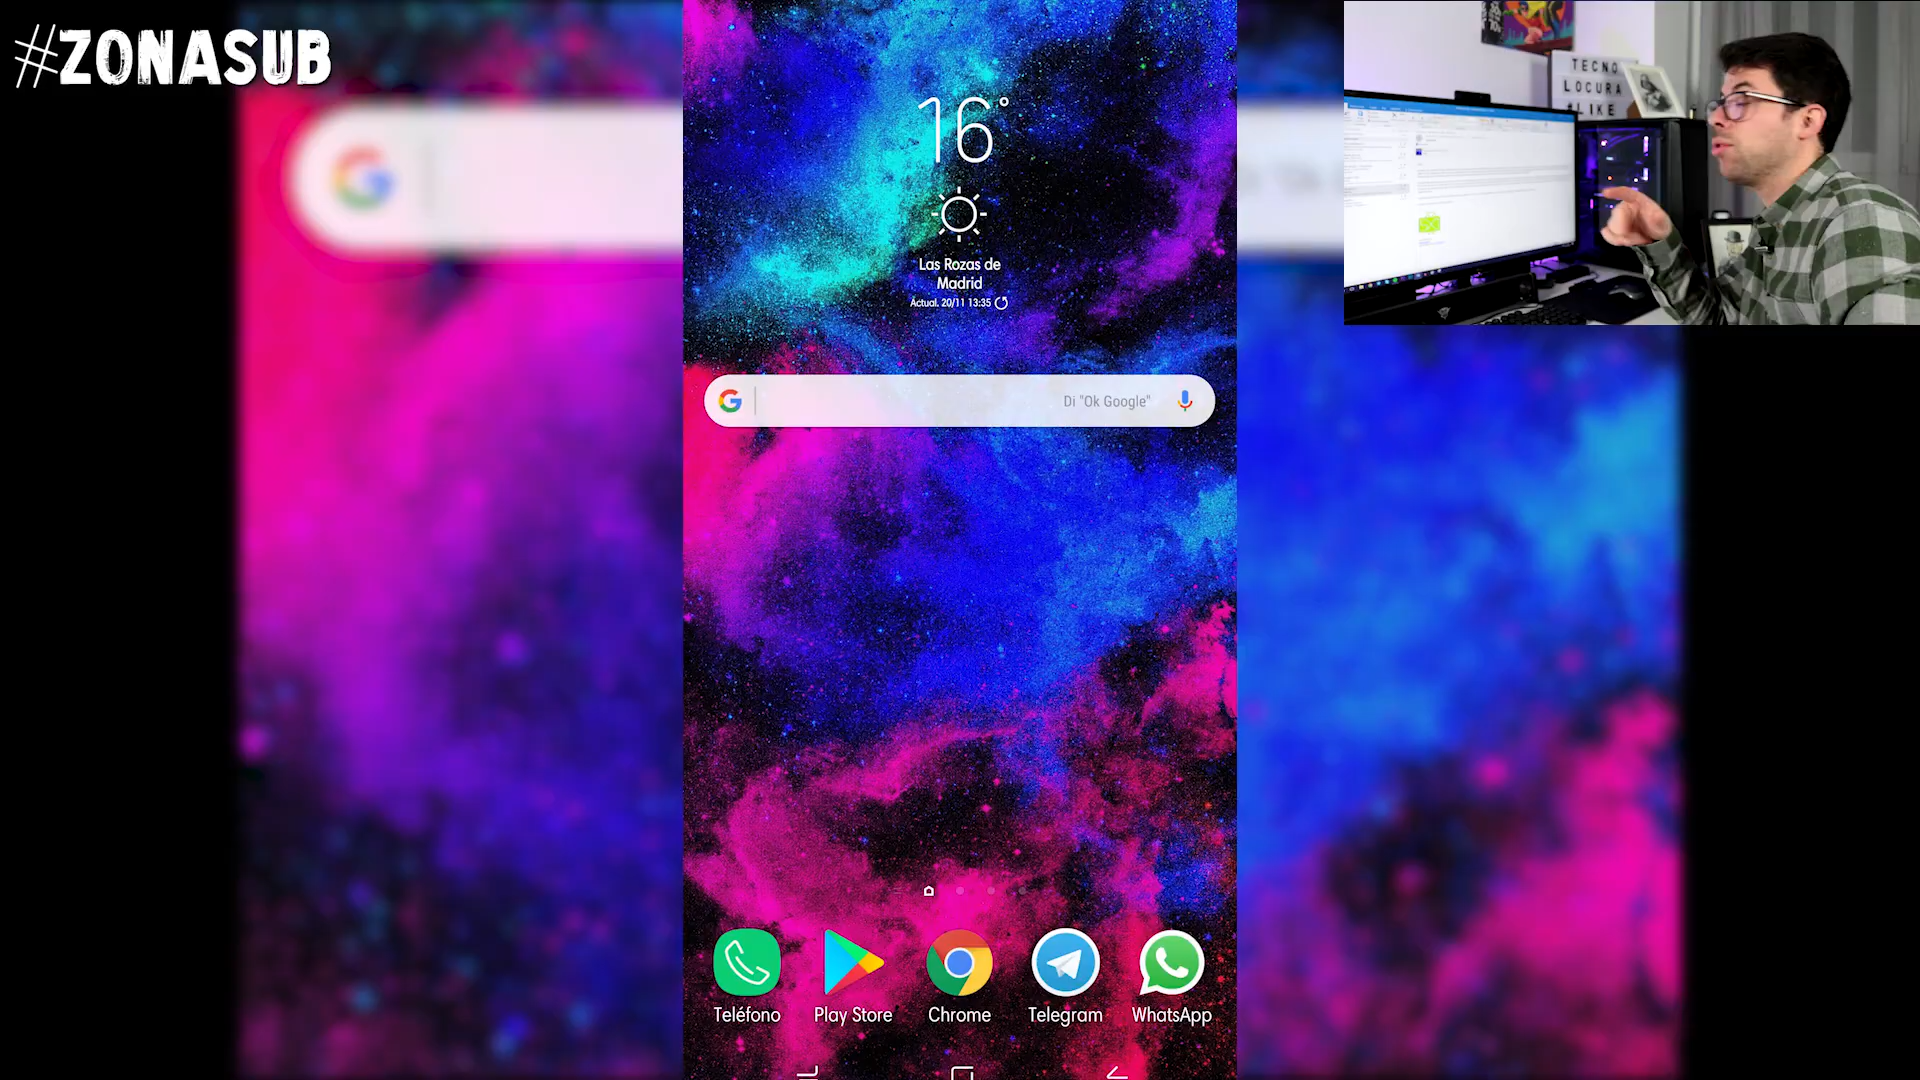 #ZONASUB
16°
Las Rozas de
Madrid
Actual. 20/11 13:35
Di "Ok Google"
Teléfono
Play Store
Chrome
Telegram
WhatsApp
TECNO
LOCURA
#LIKE